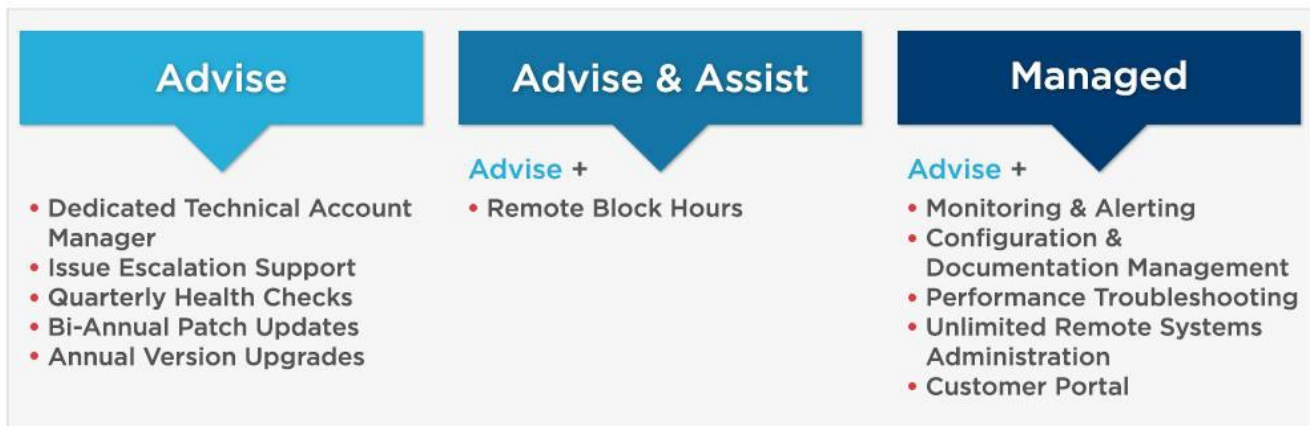 Advise
• Dedicated Technical Account
Manager
• Issue Escalation Support
• Quarterly Health Checks
• Bi-Annual Patch Updates
• Annual Version Upgrades
Advise & Assist
Advise +
• Remote Block Hours
Managed
Advise +
• Monitoring & Alerting
• Configuration &
Documentation Management
• Performance Troubleshooting
• Unlimited Remote Systems
Administration
• Customer Portal